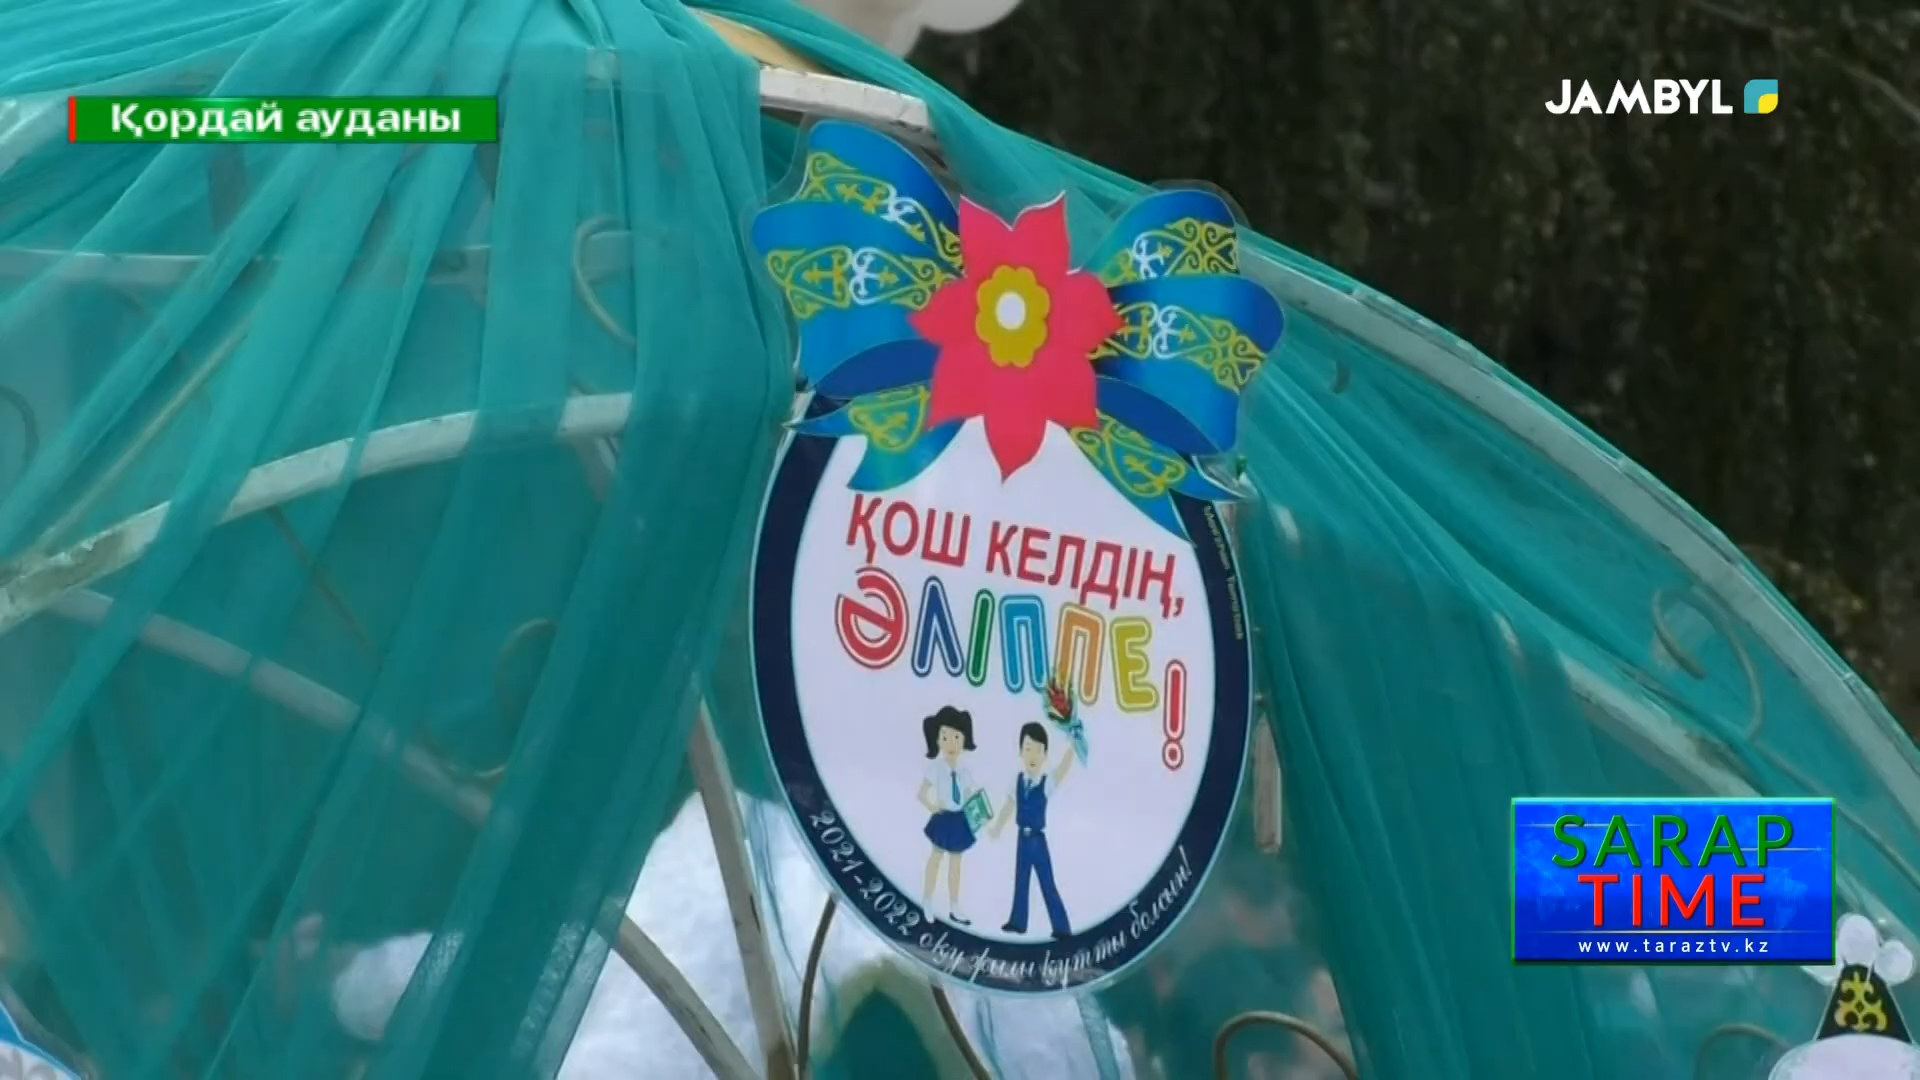 Қордай ауданы
JAMBYL
ҚОШ КЕЛДІҢ,
ӘЛІППЕ!
2021-2022 оқу жылы құтты болсын!
SARAP
TIME
www.taraztv.kz